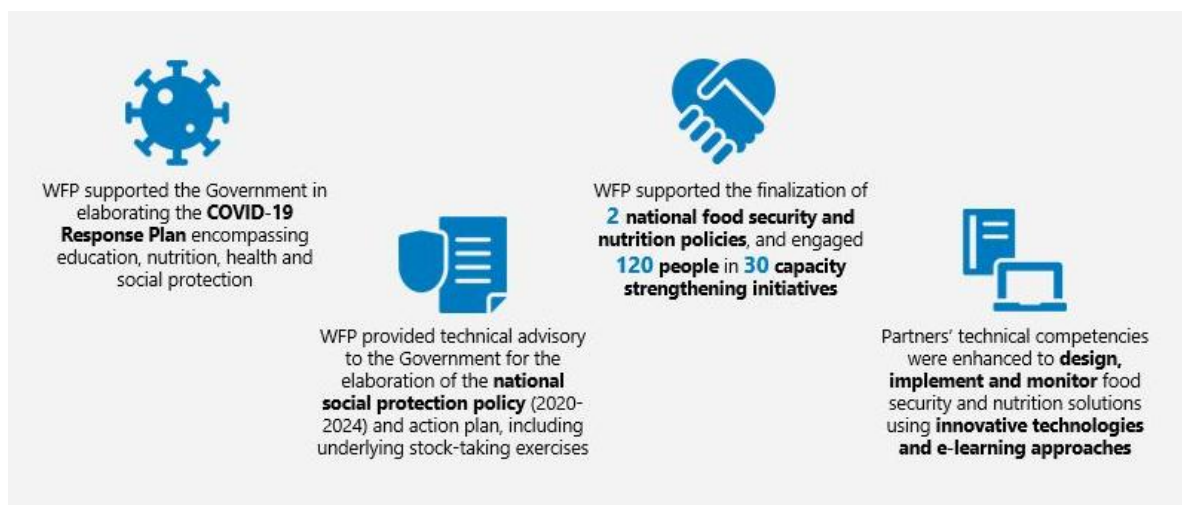 WFP supported the Government in
elaborating the COVID-19
Response Plan encompassing
education, nutrition, health and
social protection
WFP provided technical advisory
to the Government for the
elaboration of the national
social protection policy (2020-
2024) and action plan, including
underlying stock-taking exercises
WFP supported the finalization of
2 national food security and
nutrition policies, and engaged
120 people in 30 capacity
strengthening initiatives
Partners' technical competencies
were enhanced to design,
implement and monitor food
security and nutrition solutions
using innovative technologies
and e-learning approaches